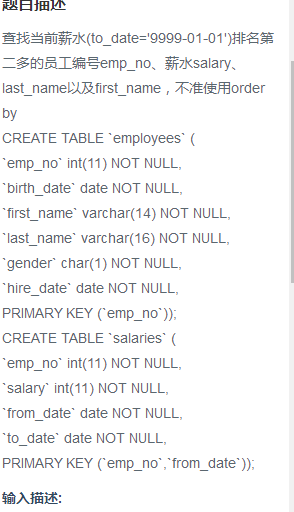 题目描述
查找当前薪水(to_date='9999-01-01')排名第
二多的员工编号emp_no、薪水salary、
last_name以及first_name，不准使用order
by
CREATE TABLE `employees` (
`emp_no` int(11) NOT NULL,
`birth_date` date NOT NULL,
`first_name` varchar(14) NOT NULL,
`last_name` varchar(16) NOT NULL,
`gender` char(1) NOT NULL,
`hire_date` date NOT NULL,
PRIMARY KEY (`emp_no`));
CREATE TABLE `salaries` (
`emp_no` int(11) NOT NULL,
`salary` int(11) NOT NULL,
`from_date` date NOT NULL,
`to_date` date NOT NULL,
PRIMARY KEY (`emp_no`,`from_date`));
输入描述: